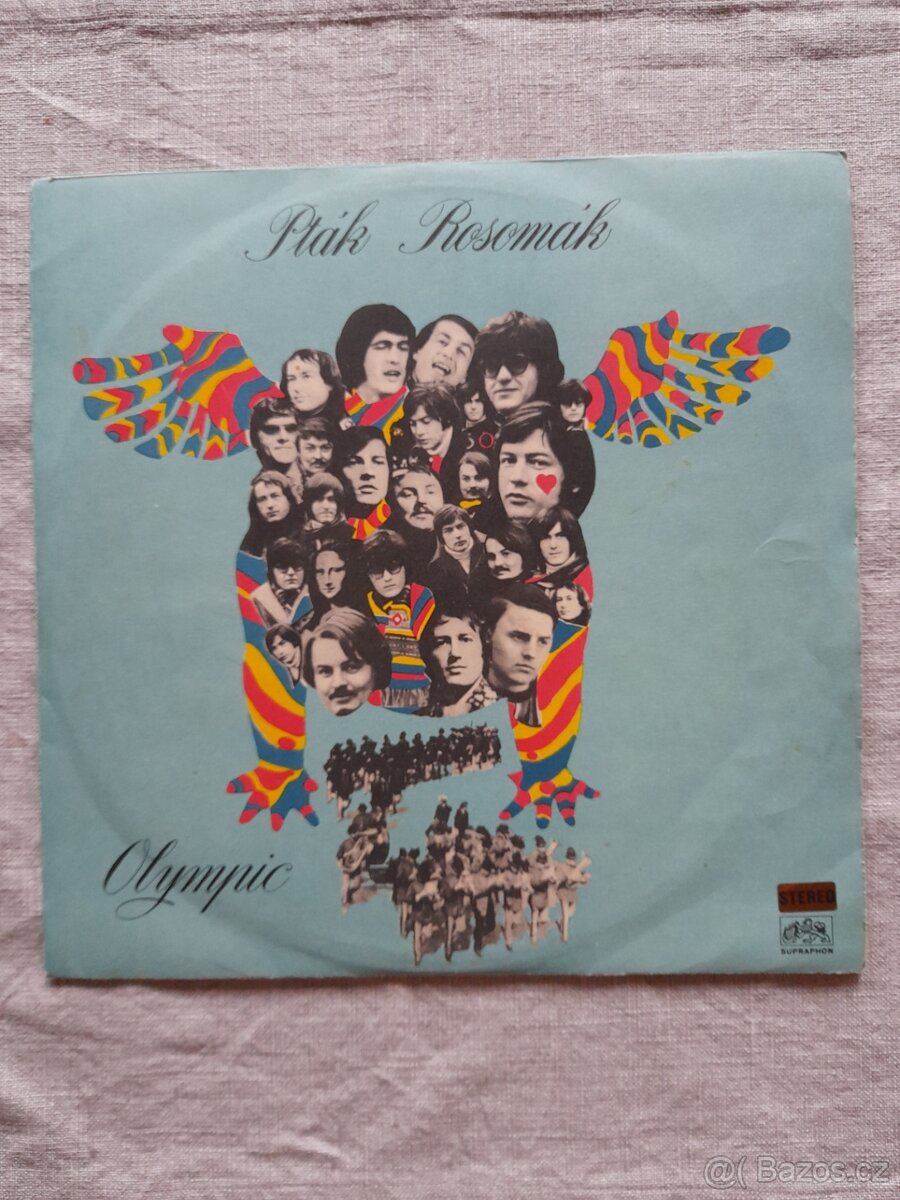 Pták Rosomák
Olympic
STEREO
SUPRAPHON
@( Bazos.cz